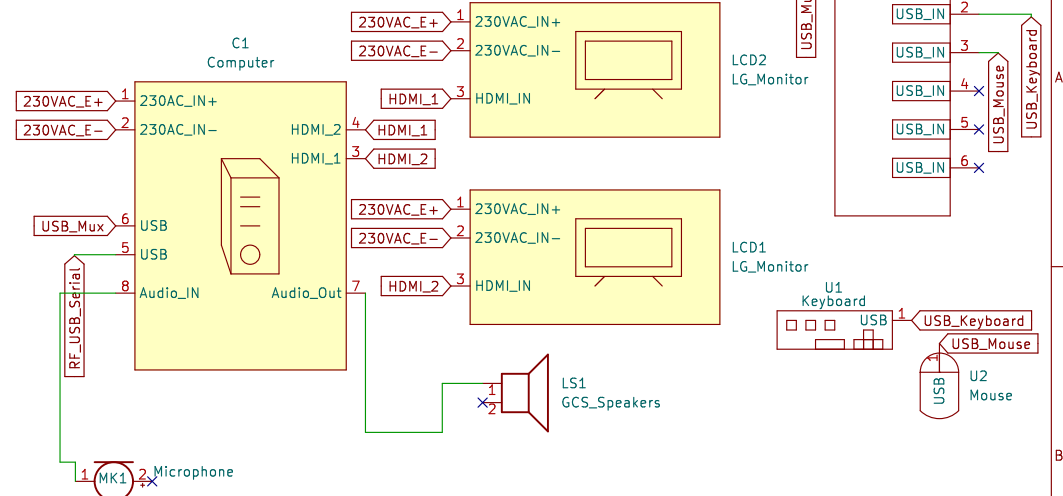 C1
Computer
230VAC_E+
1
230AC_IN+
230VAC_E-
2
230AC_IN-
HDMI_2
4
HDMI_1
HDMI_1
3
HDMI_2
USB_Mux
6
USB
5
USB
RF_USB_Serial
8
Audio_IN
Audio_Out
7
230VAC_E+
1
230VAC_IN+
230VAC_E-
2
230VAC_IN-
HDMI_1
3
HDMI_IN
LCD2
LG_Monitor
230VAC_E+
1
230VAC_IN+
230VAC_E-
2
230VAC_IN-
HDMI_2
3
HDMI_IN
LCD1
LG_Monitor
USB_IN
2
USB_Keyboard
USB_IN
3
USB_Mouse
USB_IN
4
USB_IN
5
USB_IN
6
A
U1
Keyboard
USB
1
USB_Keyboard
USB_Mouse
1
USB
U2
Mouse
1
2
LS1
GCS_Speakers
1
MK1
2
+
Microphone
B